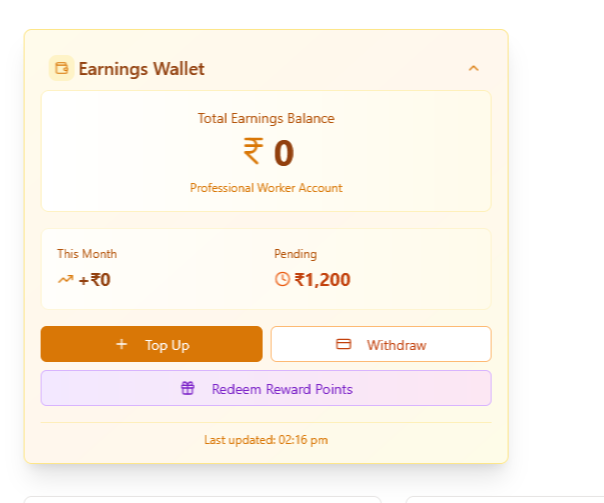 Earnings Wallet
Total Earnings Balance
₹ 0
Professional Worker Account
This Month
Pending
+₹0
₹1,200
+ Top Up
Withdraw
Redeem Reward Points
Last updated: 02:16 pm